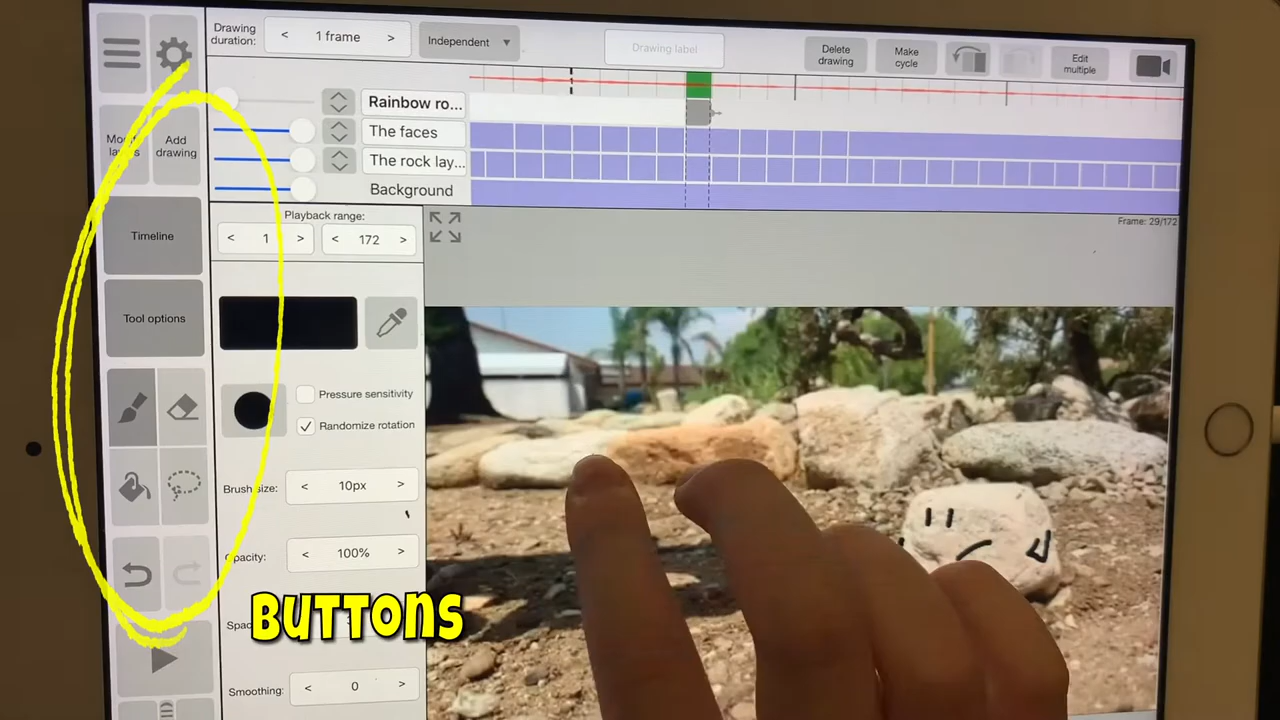 Drawing duration:
< 1 frame >
Independent ▼
Drawing label
Delete drawing
Make cycle
Edit multiple
Rainbow ro...
The faces
The rock lay...
Background
Add drawing
Timeline
Tool options
Playback range:
< 1 >
< 172 >
Frame: 29/172
Pressure sensitivity
Randomize rotation
Brush size:
< 10px >
Opacity:
< 100% >
BUTTONS
Smoothing:
< 0 >